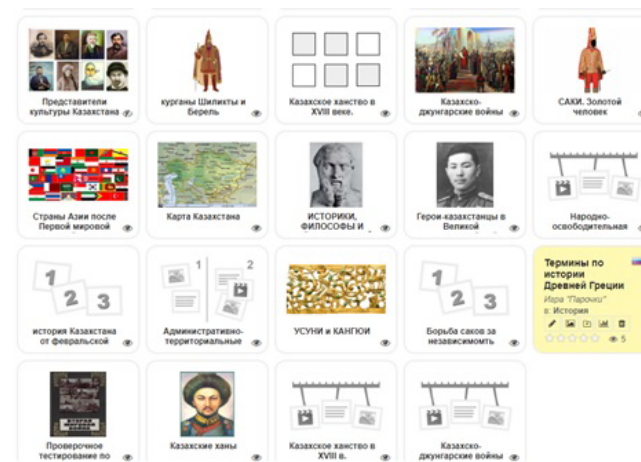 Представители
культуры Казахстана
курганы Шиликты и
Берель
Казахское ханство в
XVIII веке.
Казахско-
джунгарские войны
САКИ. Золотой
человек
Страны Азии после
Первой мировой
Карта Казахстана
ИСТОРИКИ,
ФИЛОСОФЫ И
Герои-казахстанцы в
Великой
Народно-
освободительная
1
2
3
история Казахстана
от февральской
1
2
Административно-
территориальные
УСУНИ и КАНГЮИ
1
2
3
Борьба саков за
независимомть
Термины по
истории
Древней Греции
Игра "Парочки"
в: История
5
Проверочное
тестирование по
Казахские ханы
Казахское ханство в
XVIII в.
Казахско-
джунгарские войны